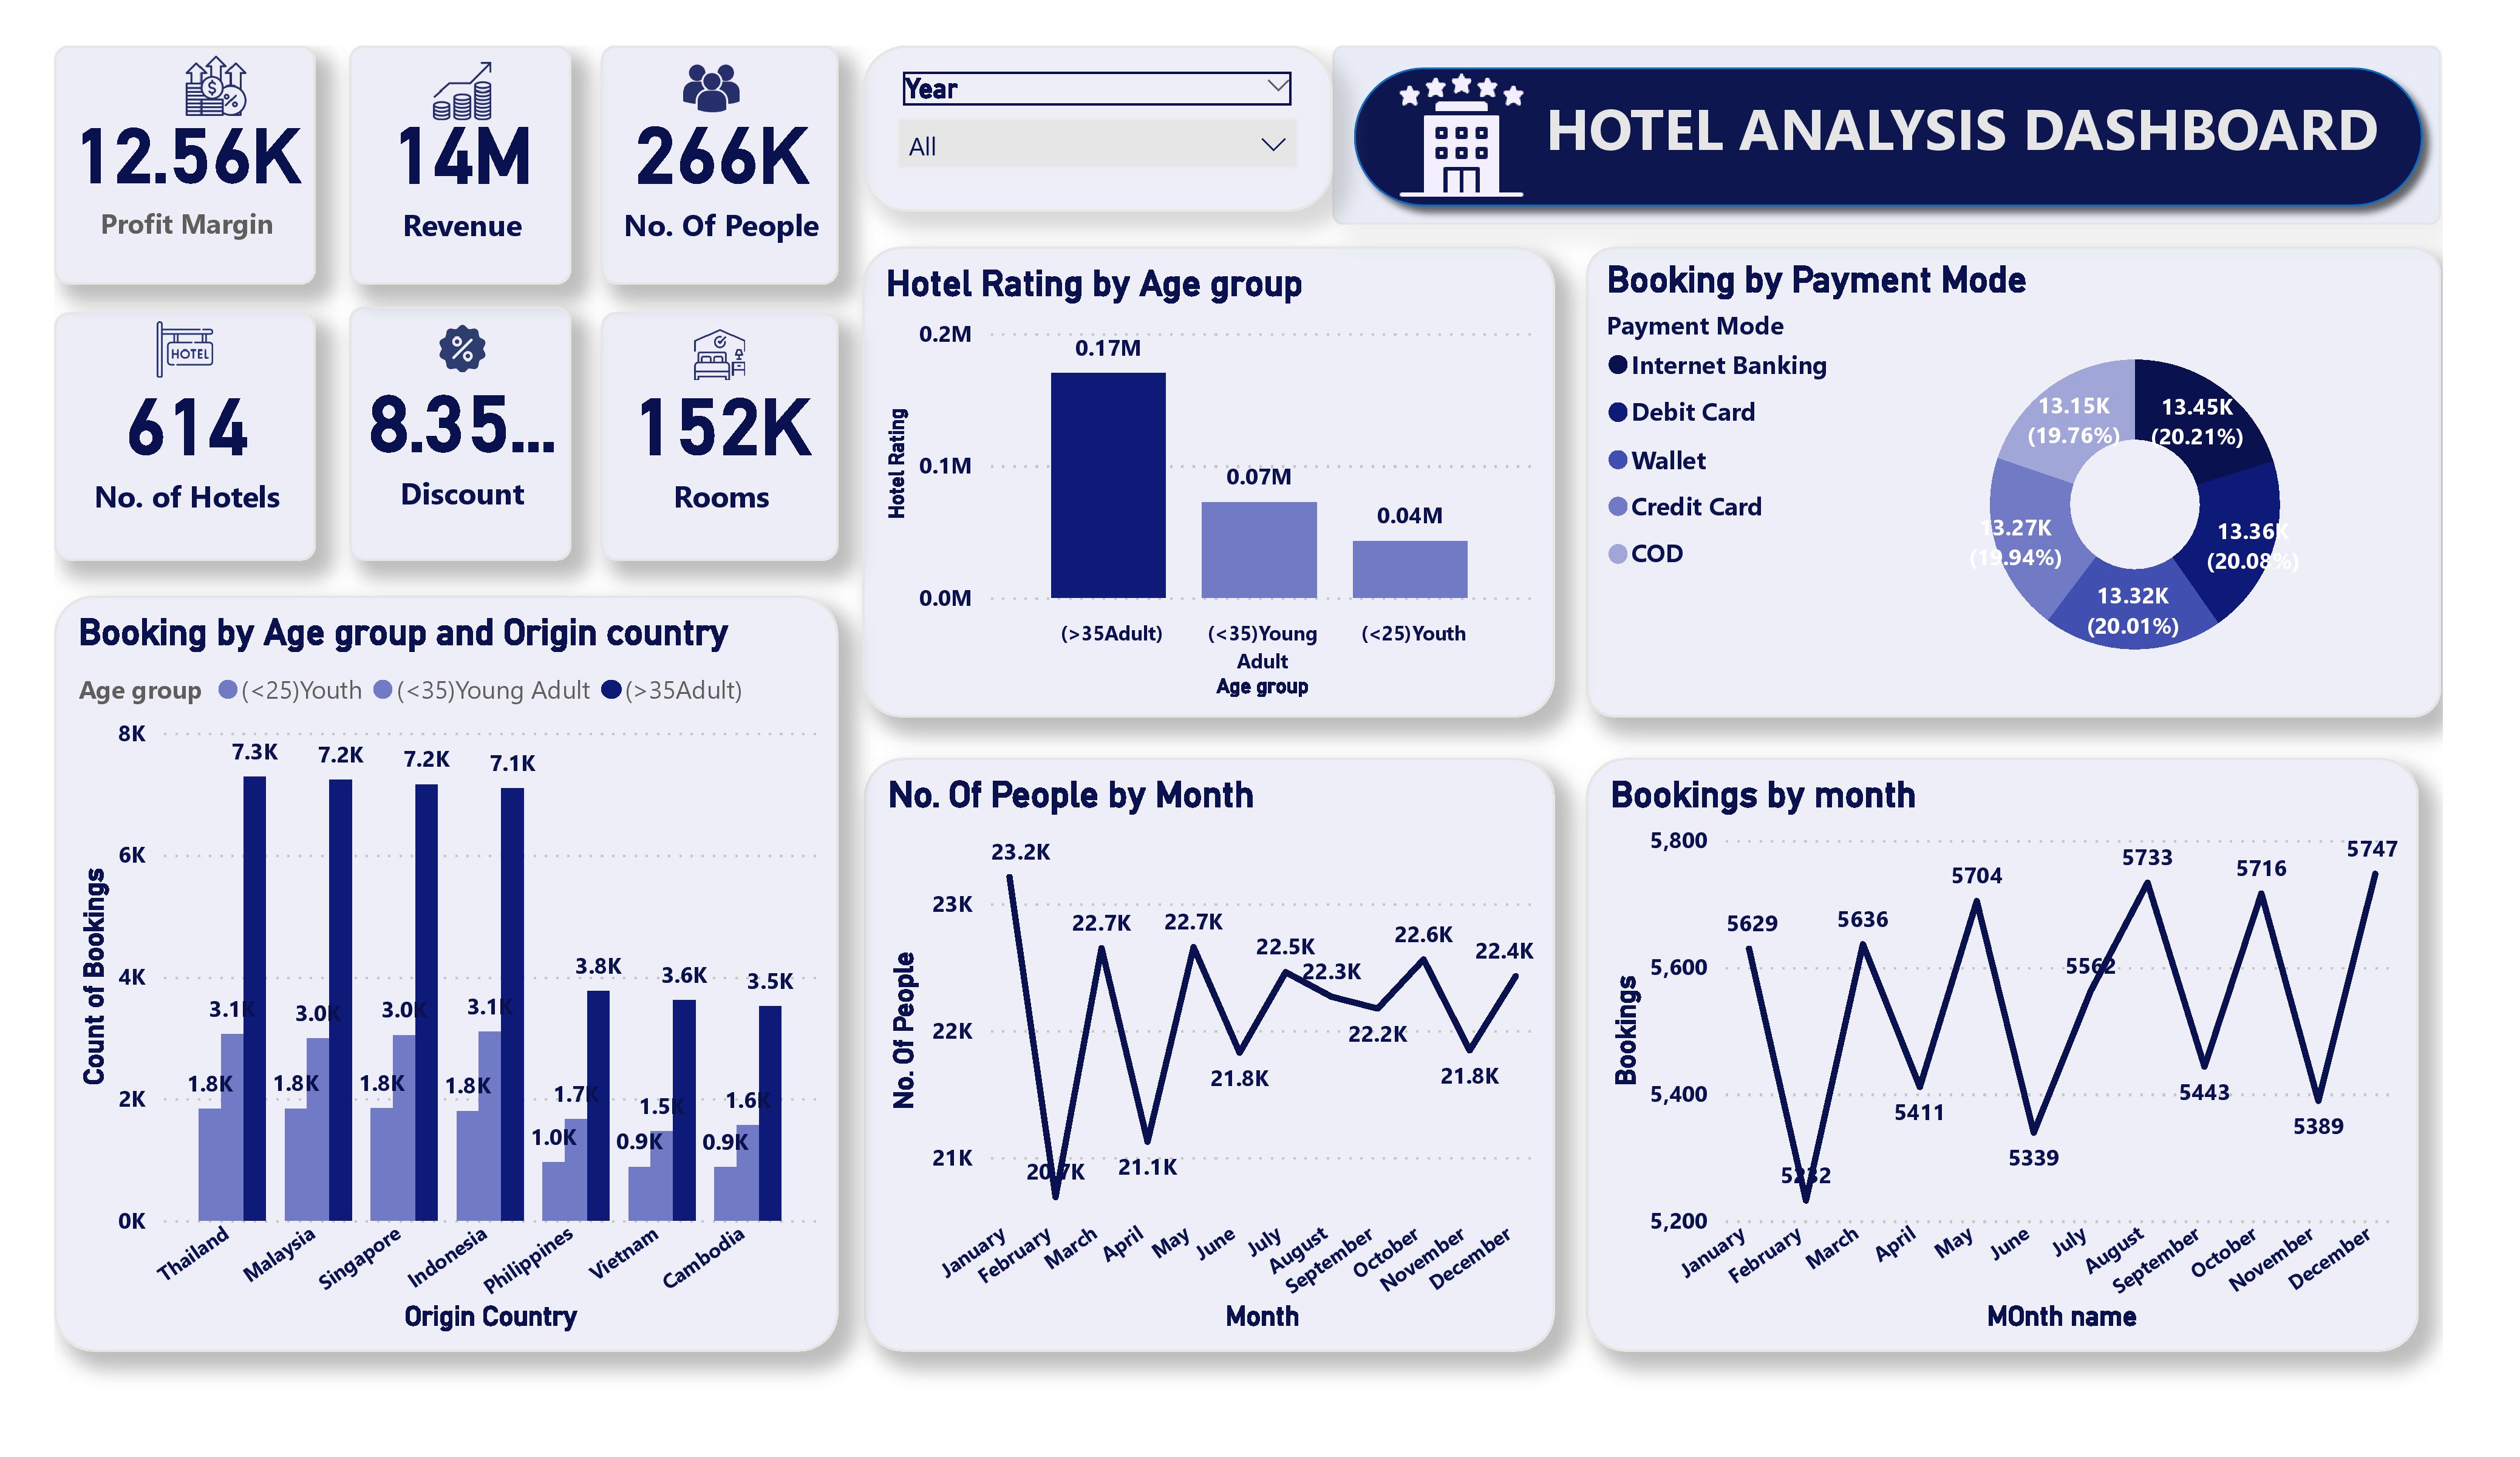 12.56K
Profit Margin
14M
Revenue
266K
No. Of People
Year
All
HOTEL ANALYSIS DASHBOARD
HOTEL
614
No. of Hotels
8.35...
Discount
152K
Rooms
Hotel Rating by Age group
Hotel Rating
0.2M
0.1M
0.0M
0.17M
0.07M
0.04M
(>35Adult)
(<35)Young
Adult
(<25)Youth
Age group
Booking by Payment Mode
Payment Mode
Internet Banking
Debit Card
Wallet
Credit Card
COD
13.15K
(19.76%)
13.45K
(20.21%)
13.27K
(19.94%)
13.36K
(20.08%)
13.32K
(20.01%)
Booking by Age group and Origin country
Age group (<25)Youth (<35)Young Adult (>35Adult)
Count of Bookings
8K
6K
4K
2K
0K
1.8K 3.1K 7.3K
1.8K 3.0K 7.2K
1.8K 3.0K 7.2K
1.8K 3.1K 7.1K
1.0K 1.7K 3.8K
0.9K 1.5K 3.6K
0.9K 1.6K 3.5K
Thailand
Malaysia
Singapore
Indonesia
Philippines
Vietnam
Cambodia
Origin Country
No. Of People by Month
No. Of People
23K
22K
21K
23.2K
20.7K
22.7K
21.1K
22.7K
21.8K
22.5K
22.3K
22.2K
22.6K
21.8K
22.4K
January
February
March
April
May
June
July
August
September
October
November
December
Month
Bookings by month
Bookings
5,800
5,600
5,400
5,200
5629
5232
5636
5411
5704
5339
5562
5733
5443
5716
5389
5747
January
February
March
April
May
June
July
August
September
October
November
December
MOnth name